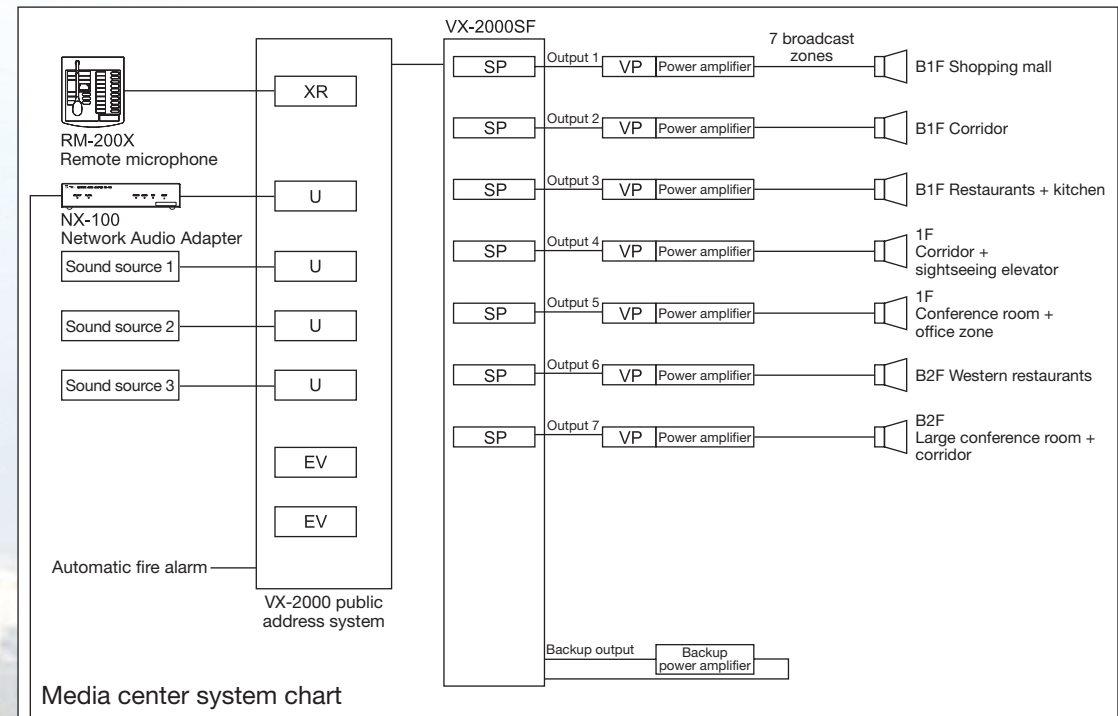 VX-2000SF
RM-200X
Remote microphone
NX-100
Network Audio Adapter
Sound source 1
Sound source 2
Sound source 3
Automatic fire alarm
XR
U
U
U
U
EV
EV
VX-2000 public
address system
7 broadcast
zones
SP Output 1 VP Power amplifier B1F Shopping mall
SP Output 2 VP Power amplifier B1F Corridor
SP Output 3 VP Power amplifier B1F Restaurants + kitchen
SP Output 4 VP Power amplifier
1F
Corridor +
sightseeing elevator
SP Output 5 VP Power amplifier
1F
Conference room +
office zone
SP Output 6 VP Power amplifier B2F Western restaurants
SP Output 7 VP Power amplifier
B2F
Large conference room +
corridor
Backup output
Backup
power amplifier
Media center system chart